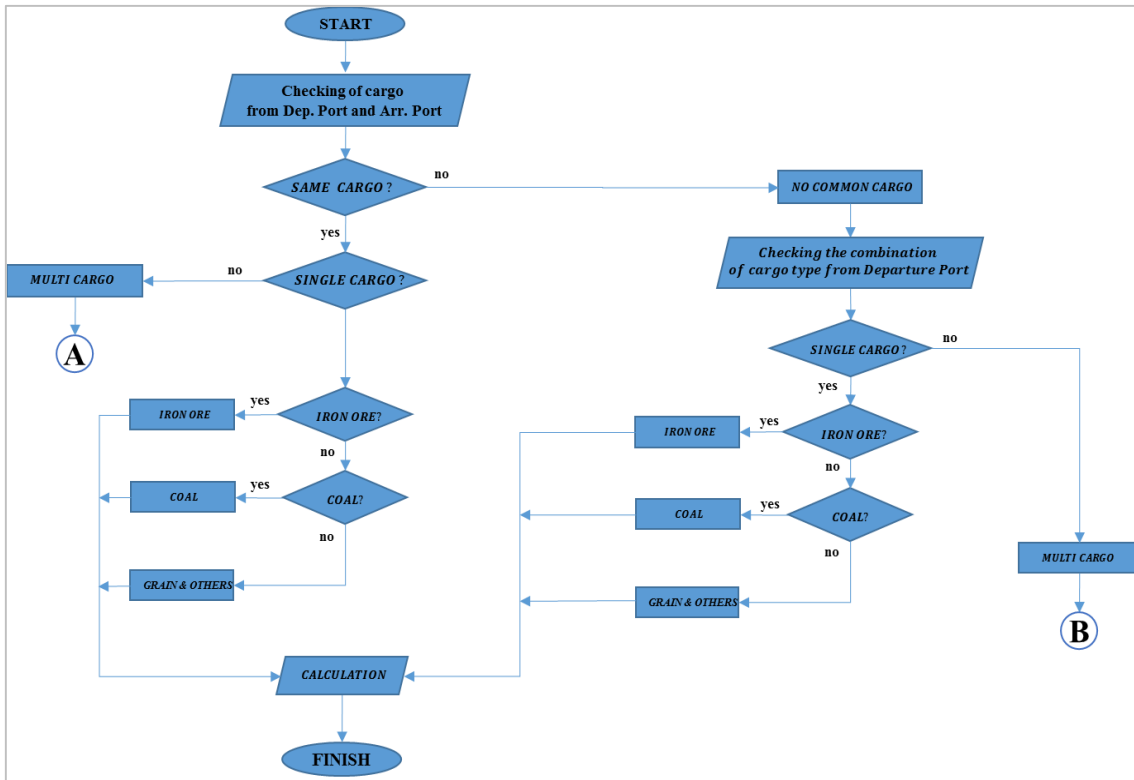 START
Checking of cargo
from Dep. Port and Arr. Port
SAME CARGO ?
no
NO COMMON CARGO
yes
Checking the combination
of cargo type from Departure Port
no
SINGLE CARGO ?
MULTI CARGO
A
SINGLE CARGO ?
no
yes
IRON ORE
yes
IRON ORE?
no
IRON ORE
yes
IRON ORE?
no
COAL
yes
COAL?
no
COAL
yes
COAL?
no
MULTI CARGO
GRAIN & OTHERS
GRAIN & OTHERS
B
CALCULATION
FINISH